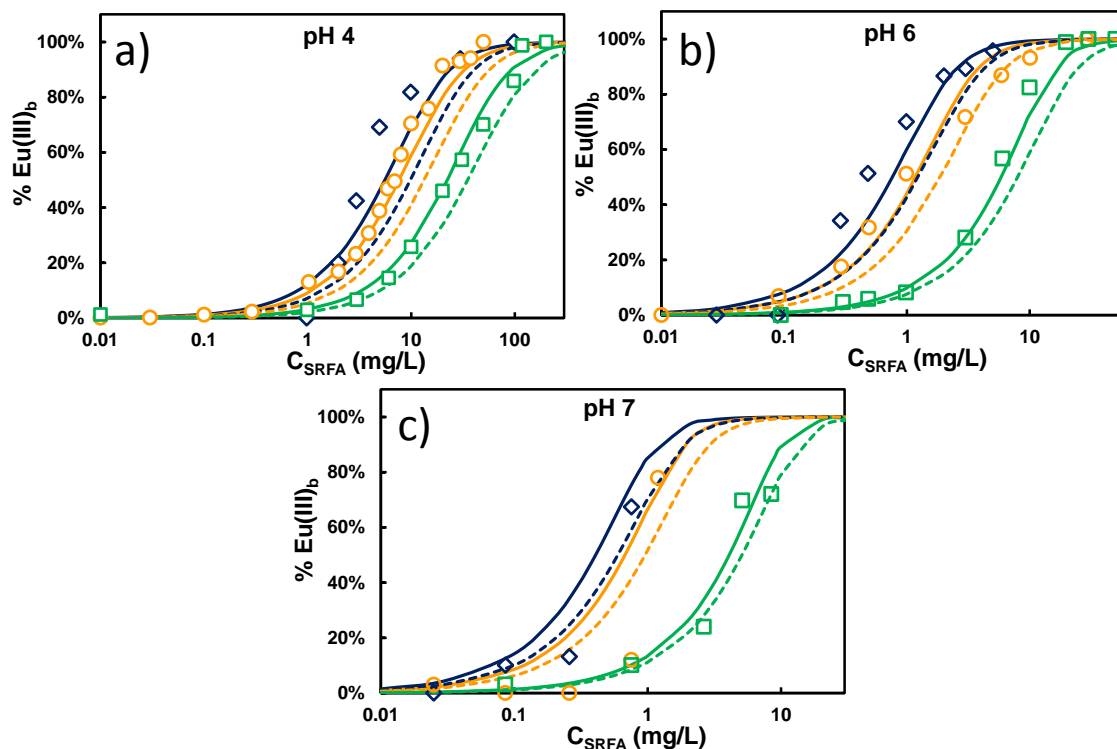 a)
pH 4
% Eu(III)b
100%
80%
60%
40%
20%
0%
0.01
0.1
1
10
100
CSRFA (mg/L)
b)
pH 6
% Eu(III)b
100%
80%
60%
40%
20%
0%
0.01
0.1
1
10
CSRFA (mg/L)
c)
pH 7
% Eu(III)b
100%
80%
60%
40%
20%
0%
0.01
0.1
1
10
CSRFA (mg/L)